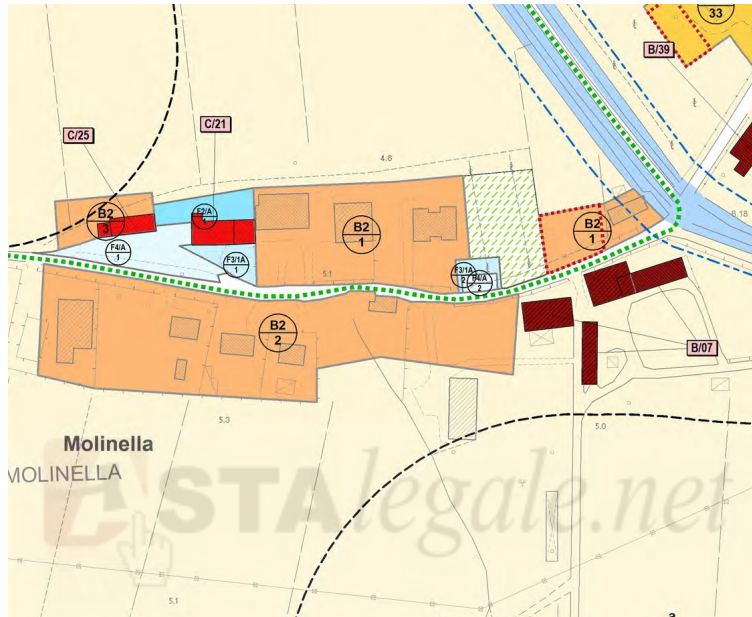 33
B/39
C/25
C/21
4.8
6.18
B2
3
F2/A
F4/A
1
F3/1A
1
B2
1
5.1
F3/1A
2
F4/A
2
B2
1
B2
2
B/07
5.3
5.0
Molinella
MOLINELLA
ASTAlegale.net
5.1
a